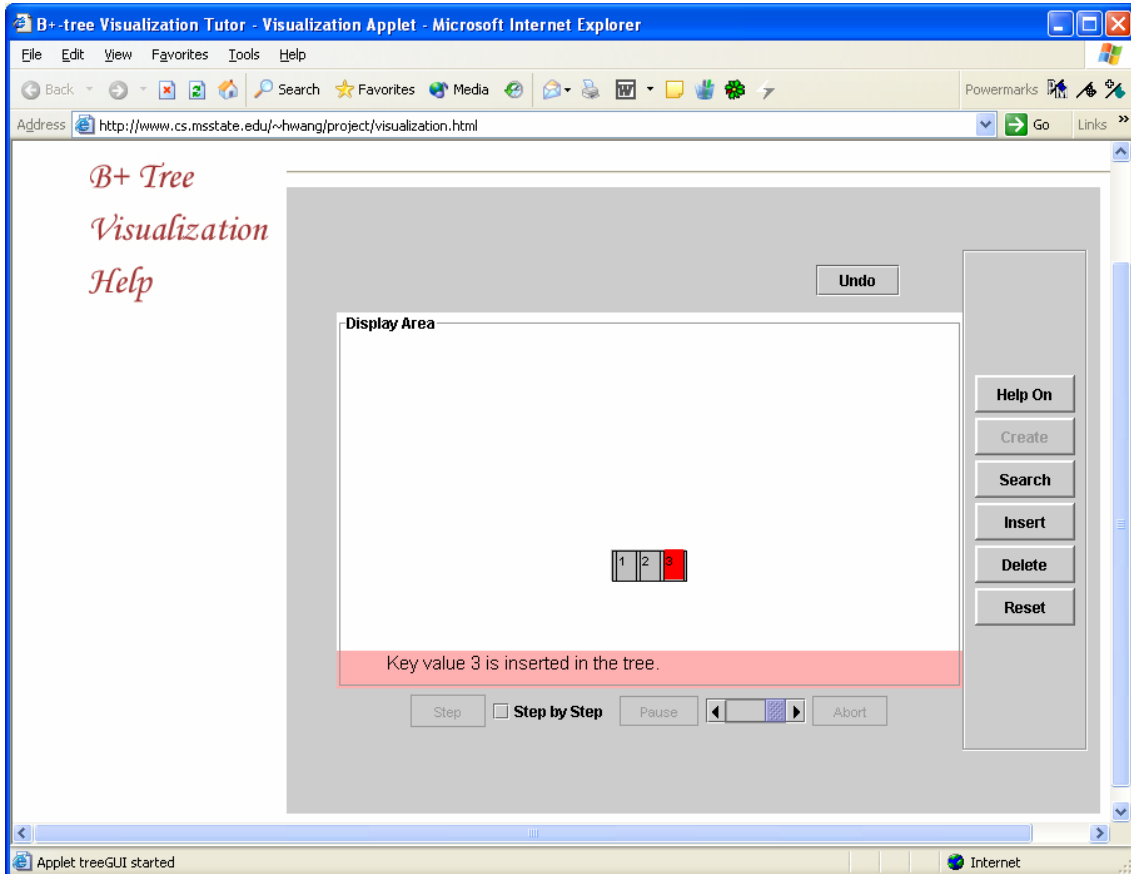 B+-tree Visualization Tutor - Visualization Applet - Microsoft Internet Explorer
File Edit View Favorites Tools Help
Back Search Favorites Media Powermarks
Address http://www.cs.msstate.edu/~hwang/project/visualization.html Go Links »
B+ Tree
Visualization
Help
Undo
Display Area
Help On
Create
Search
Insert
Delete
Reset
1 2 3
Key value 3 is inserted in the tree.
Step Step by Step Pause Abort
Applet treeGUI started Internet